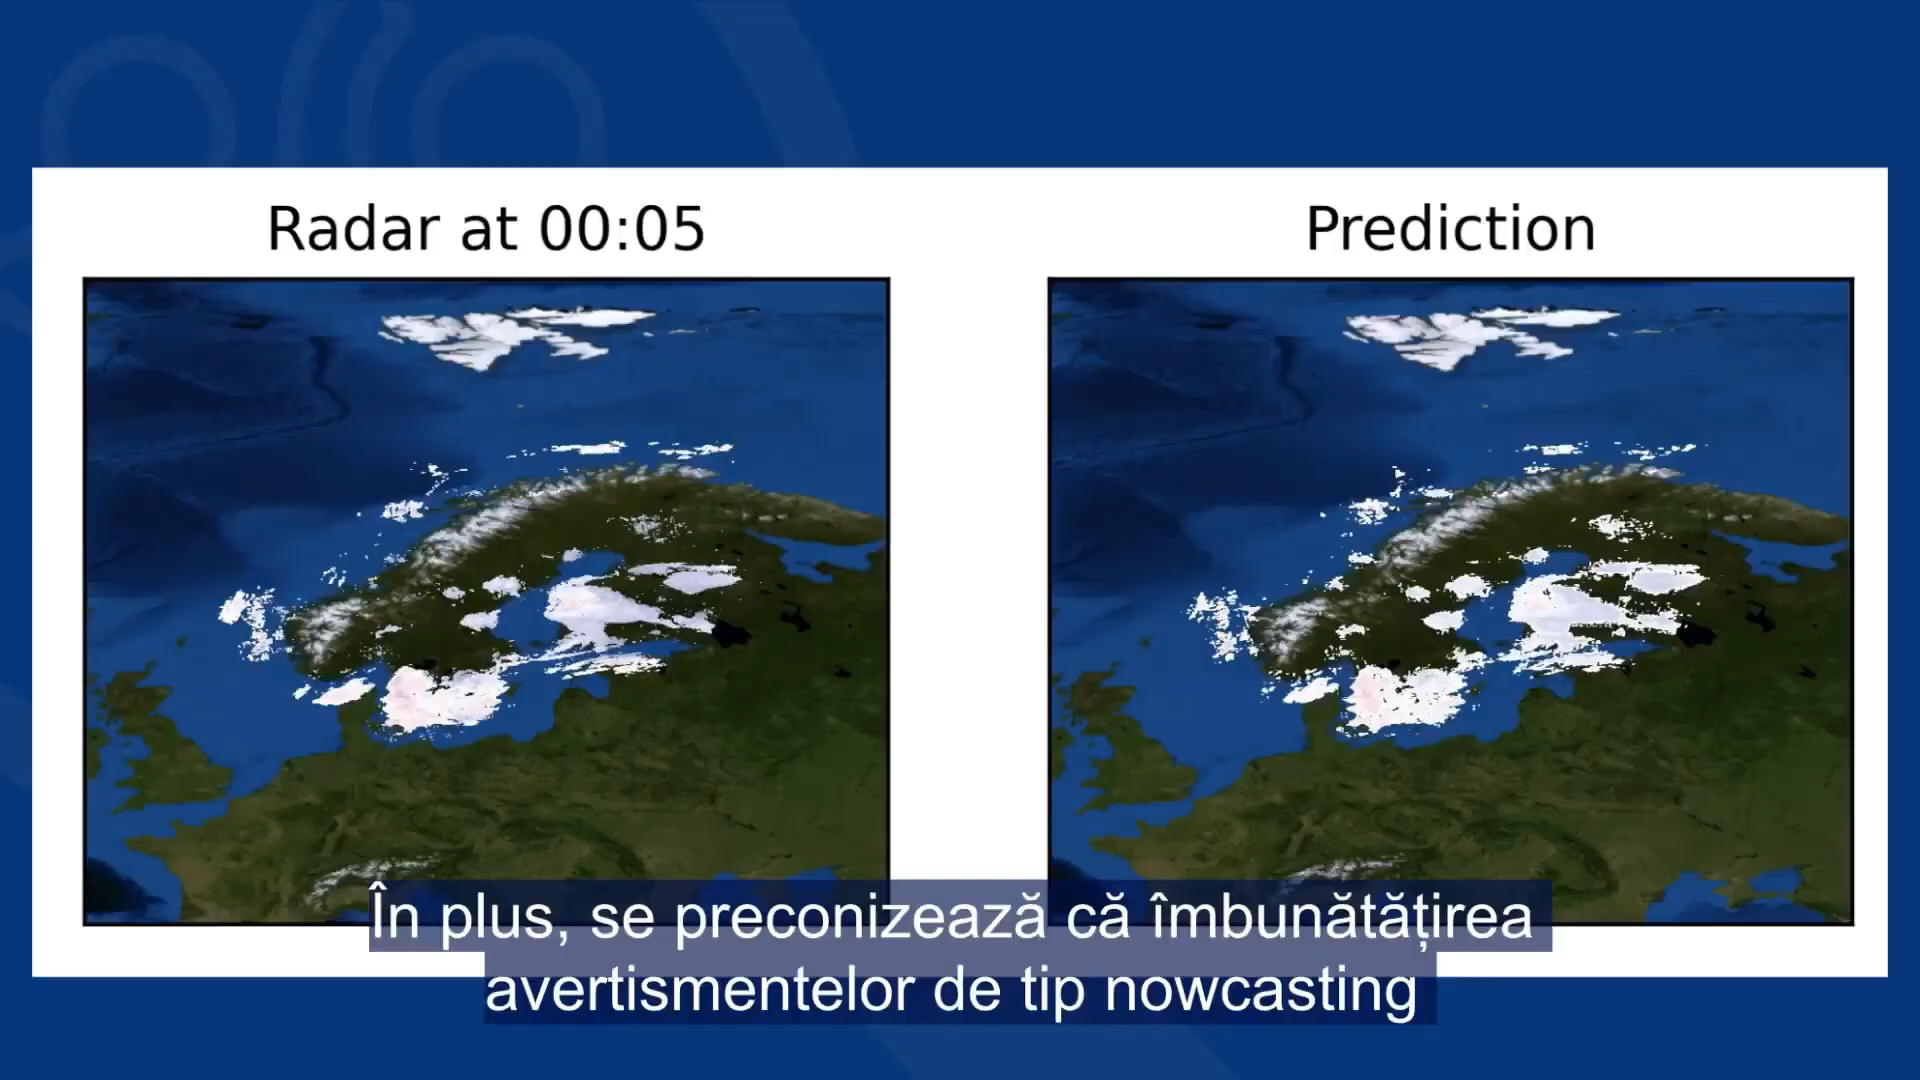 Radar at 00:05
Prediction
În plus, se preconizează că îmbunătățirea
avertismentelor de tip nowcasting